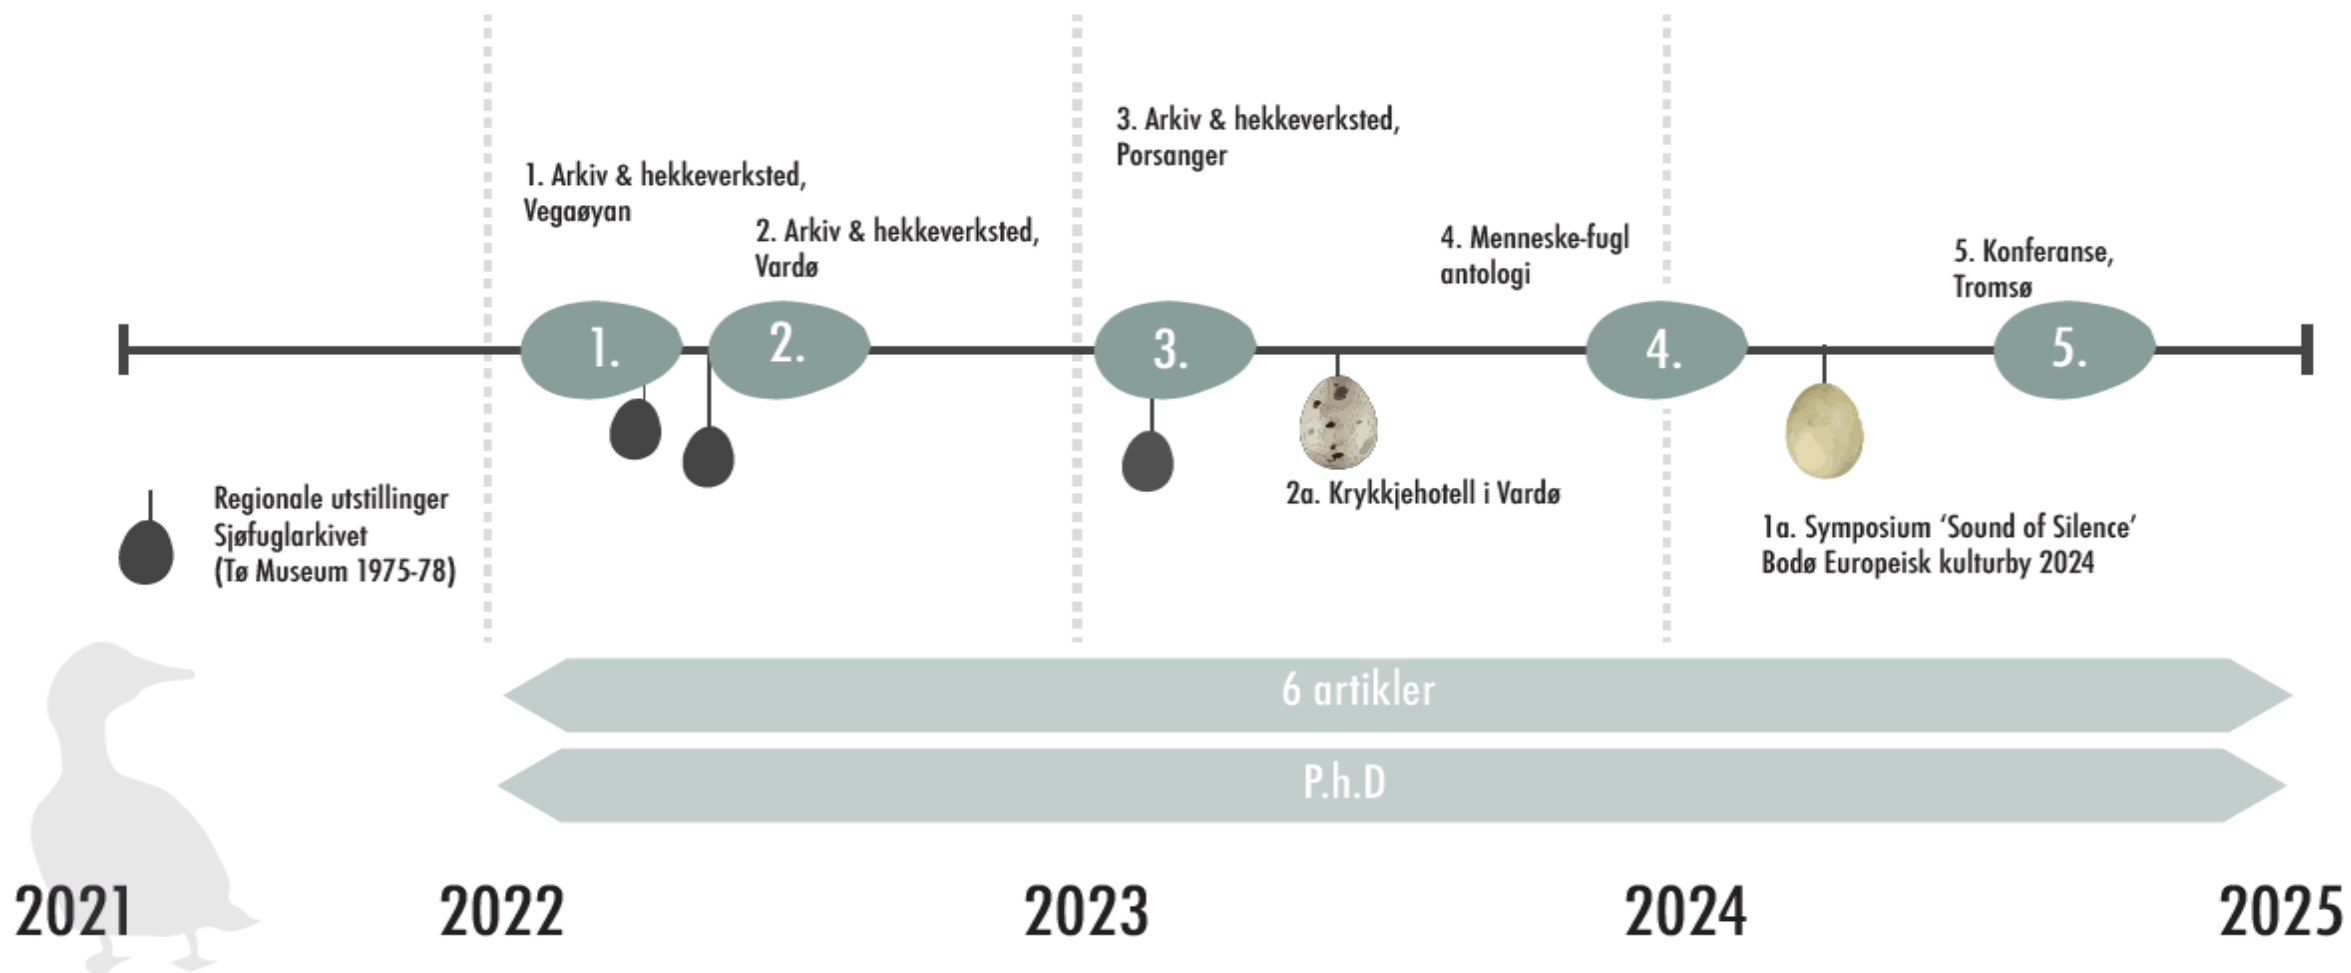 3. Arkiv & hekkeverksted,
Porsanger
1. Arkiv & hekkeverksted,
Vegaøyan
2. Arkiv & hekkeverksted,
Vardø
4. Menneske-fugl
antologi
5. Konferanse,
Tromsø
1.
2.
3.
4.
5.
Regionale utstillinger
Sjøfuglarkivet
(Tø Museum 1975-78)
2a. Krykkjehotell i Vardø
1a. Symposium ‘Sound of Silence’
Bodø Europeisk kulturby 2024
6 artikler
P.h.D
2021
2022
2023
2024
2025